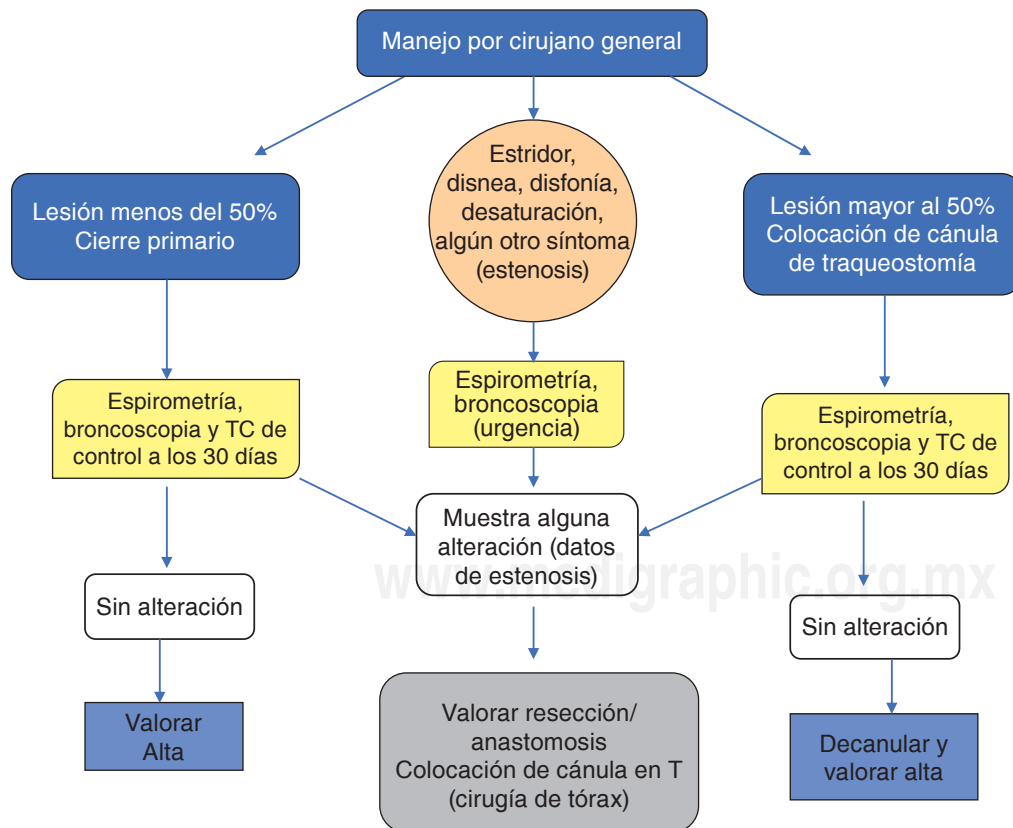 Manejo por cirujano general
Estridor,
disnea, disfonía,
desaturación,
algún otro síntoma
(estenosis)
Lesión menos del 50%
Cierre primario
Lesión mayor al 50%
Colocación de cánula
de traqueostomía
Espirometría,
broncoscopia y TC de
control a los 30 días
Espirometría,
broncoscopia
(urgencia)
Espirometría,
broncoscopia y TC de
control a los 30 días
Muestra alguna
alteración (datos
de estenosis)
www.medigraphic.org.mx
Sin alteración
Sin alteración
Valorar
Alta
Valorar resección/
anastomosis
Colocación de cánula en T
(cirugía de tórax)
Decanular y
valorar alta